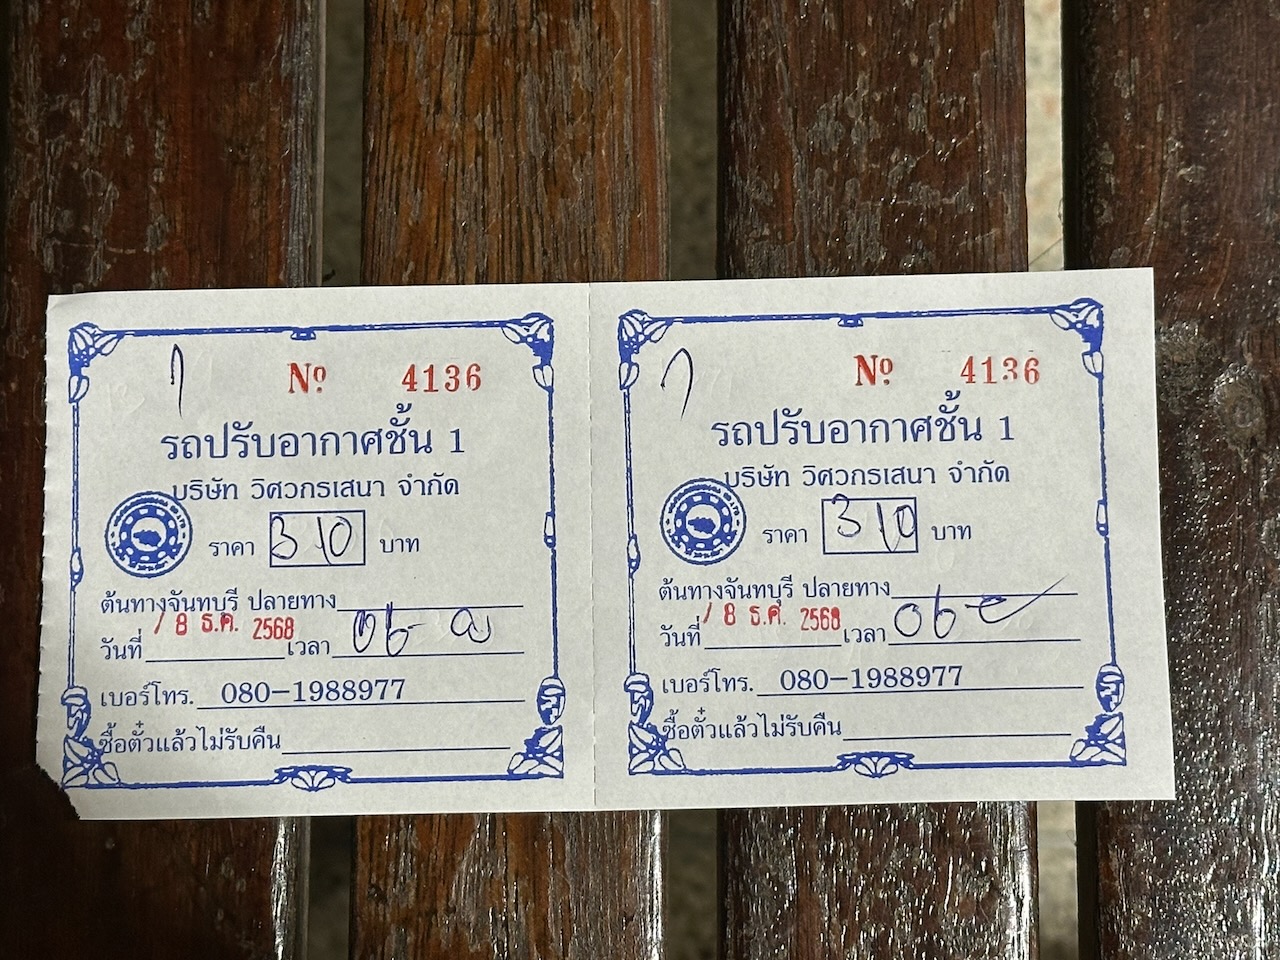 Nº 4136
รถปรับอากาศชั้น 1
บริษัท วิศวกรเสนา จำกัด
ราคา 310 บาท
ต้นทางจันทบุรี ปลายทาง
วันที่ 8 ธ.ค. 2568 เวลา
เบอร์โทร. 080-1988977
ซื้อตั๋วแล้วไม่รับคืน
Nº 4136
รถปรับอากาศชั้น 1
บริษัท วิศวกรเสนา จำกัด
ราคา 310 บาท
ต้นทางจันทบุรี ปลายทาง
วันที่ 8 ธ.ค. 2568 เวลา
เบอร์โทร. 080-1988977
ซื้อตั๋วแล้วไม่รับคืน